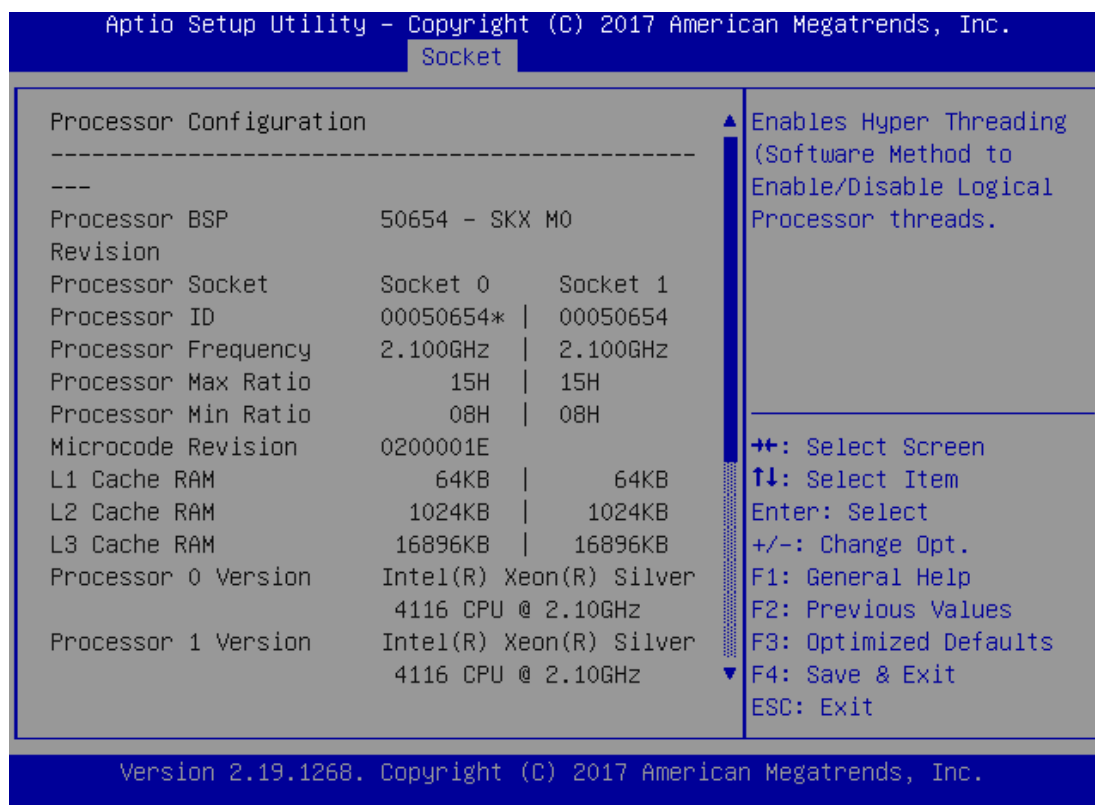 Aptio Setup Utility – Copyright (C) 2017 American Megatrends, Inc.
Socket
Processor Configuration
-----------------------------------------------
---
Processor BSP 50654 - SKX M0
Revision
Processor Socket Socket 0 Socket 1
Processor ID 00050654* | 00050654
Processor Frequency 2.100GHz | 2.100GHz
Processor Max Ratio 15H | 15H
Processor Min Ratio 08H | 08H
Microcode Revision 0200001E
L1 Cache RAM 64KB | 64KB
L2 Cache RAM 1024KB | 1024KB
L3 Cache RAM 16896KB | 16896KB
Processor 0 Version Intel(R) Xeon(R) Silver
4116 CPU @ 2.10GHz
Processor 1 Version Intel(R) Xeon(R) Silver
4116 CPU @ 2.10GHz
Enables Hyper Threading
(Software Method to
Enable/Disable Logical
Processor threads.
→←: Select Screen
↑↓: Select Item
Enter: Select
+/-: Change Opt.
F1: General Help
F2: Previous Values
F3: Optimized Defaults
F4: Save & Exit
ESC: Exit
Version 2.19.1268. Copyright (C) 2017 American Megatrends, Inc.